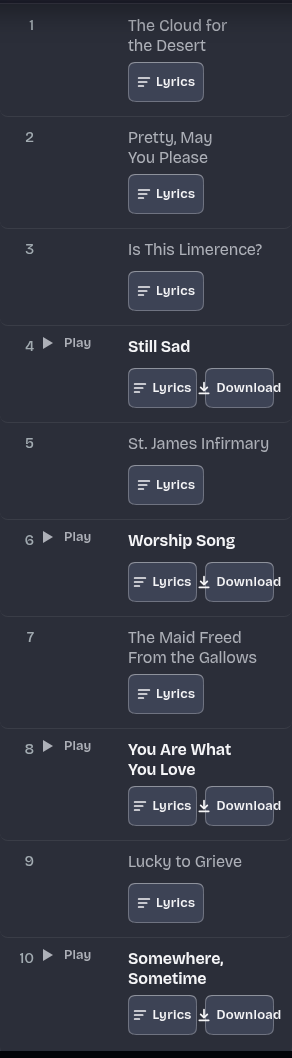 1
The Cloud for
the Desert
Lyrics
2
Pretty, May
You Please
Lyrics
3
Is This Limerence?
Lyrics
4 Play
Still Sad
Lyrics Download
5
St. James Infirmary
Lyrics
6 Play
Worship Song
Lyrics Download
7
The Maid Freed
From the Gallows
Lyrics
8 Play
You Are What
You Love
Lyrics Download
9
Lucky to Grieve
Lyrics
10 Play
Somewhere,
Sometime
Lyrics Download